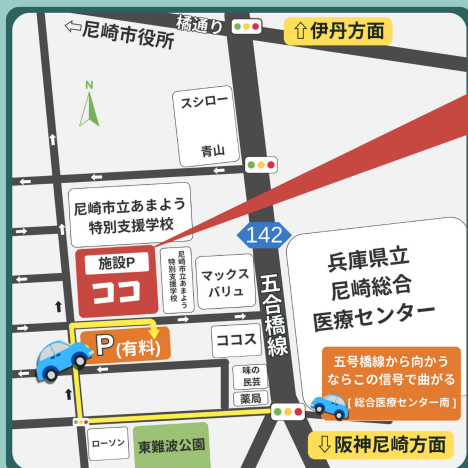 ⇦尼崎市役所
橘通り
⇧伊丹方面
N
スシロー
青山
尼崎市立あまよう
特別支援学校
142
施設P
ココ
尼崎市立あまよう
特別支援学校
マックス
バリュ
兵庫県立
尼崎総合
医療センター
五合橋線
P(有料)
ココス
味の
民芸
薬局
五号橋線から向かう
ならこの信号で曲がる
[ 総合医療センター南 ]
ローソン
東難波公園
⇩阪神尼崎方面